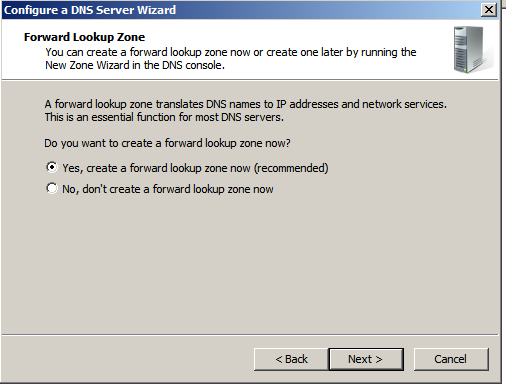 Configure a DNS Server Wizard
Forward Lookup Zone
You can create a forward lookup zone now or create one later by running the
New Zone Wizard in the DNS console.
A forward lookup zone translates DNS names to IP addresses and network services.
This is an essential function for most DNS servers.
Do you want to create a forward lookup zone now?
Yes, create a forward lookup zone now (recommended)
No, don't create a forward lookup zone now
< Back
Next >
Cancel